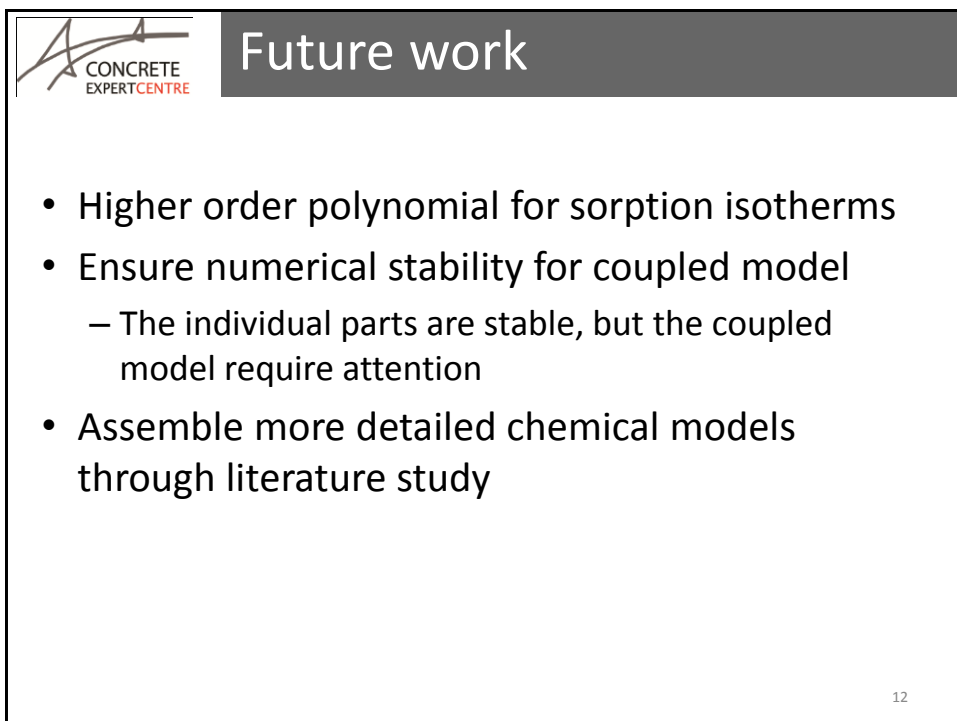 CONCRETE
EXPERTCENTRE
Future work
• Higher order polynomial for sorption isotherms
• Ensure numerical stability for coupled model
– The individual parts are stable, but the coupled
model require attention
• Assemble more detailed chemical models
through literature study
12